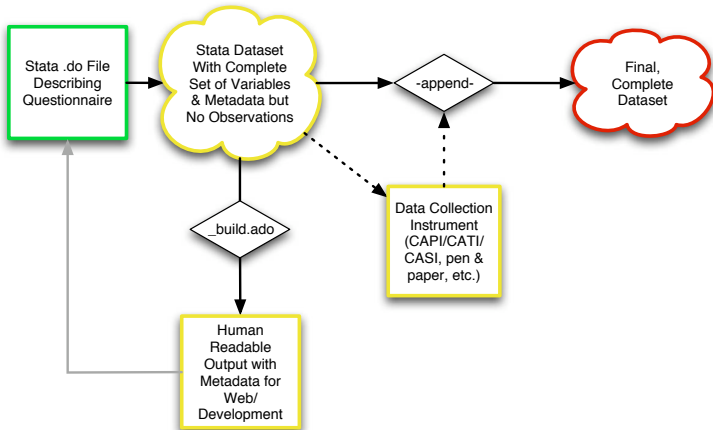 Stata .do File
Describing
Questionnaire
Stata Dataset
With Complete
Set of Variables
& Metadata but
No Observations
-append-
Final,
Complete
Dataset
_build.ado
Data Collection
Instrument
(CAPI/CATI/
CASI, pen &
paper, etc.)
Human
Readable
Output with
Metadata for
Web/
Development